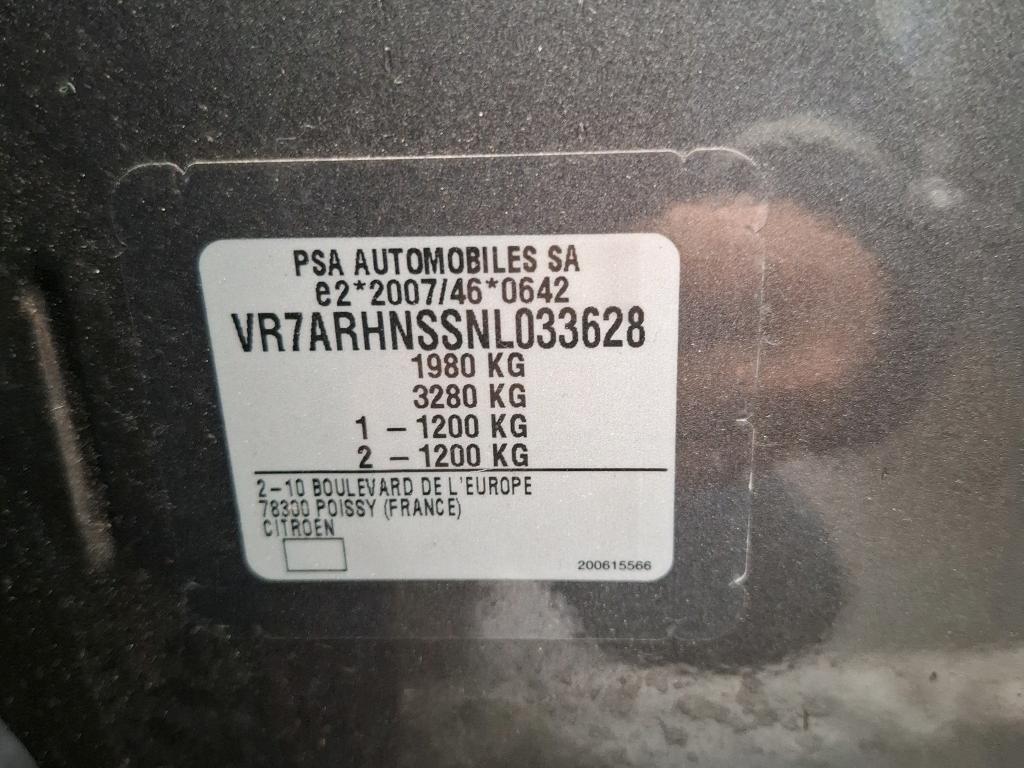 PSA AUTOMOBILES SA
e2*2007/46*0642
VR7ARHNSSNL033628
1980 KG
3280 KG
1 - 1200 KG
2 - 1200 KG
2-10 BOULEVARD DE L'EUROPE
78300 POISSY (FRANCE)
CITROEN
200615566